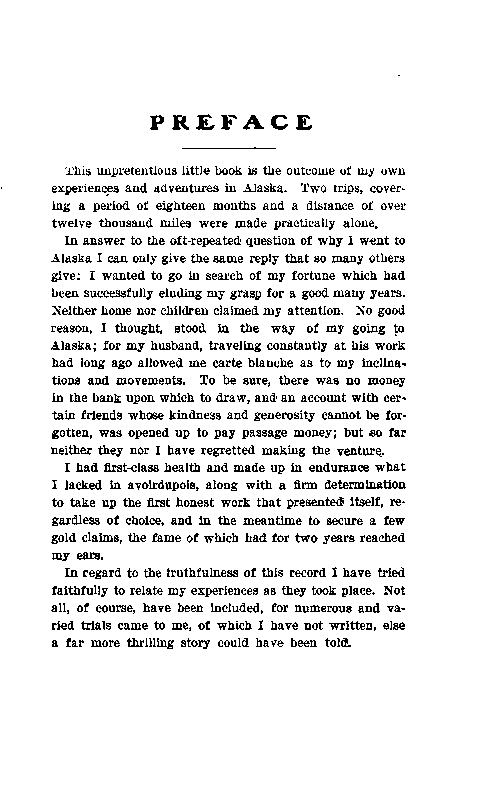 PREFACE
This unpretentious little book is the outcome of my own
experiences and adventures in Alaska. Two trips, cover-
ing a period of eighteen months and a distance of over
twelve thousand miles were made practically alone.
In answer to the oft-repeated question of why I went to
Alaska I can only give the same reply that so many others
give: I wanted to go in search of my fortune which had
been successfully eluding my grasp for a good many years.
Neither home nor children claimed my attention. No good
reason, I thought, stood in the way of my going to
Alaska; for my husband, traveling constantly at his work
had long ago allowed me carte blanche as to my inclina-
tions and movements. To be sure, there was no money
in the bank upon which to draw, and an account with cer-
tain friends whose kindness and generosity cannot be for-
gotten, was opened up to pay passage money; but so far
neither they nor I have regretted making the venture.
I had first-class health and made up in endurance what
I lacked in avoirdupois, along with a firm determination
to take up the first honest work that presented itself, re-
gardless of choice, and in the meantime to secure a few
gold claims, the fame of which had for two years reached
my ears.
In regard to the truthfulness of this record I have tried
faithfully to relate my experiences as they took place. Not
all, of course, have been included, for numerous and va-
ried trials came to me, of which I have not written, else
a far more thrilling story could have been told.